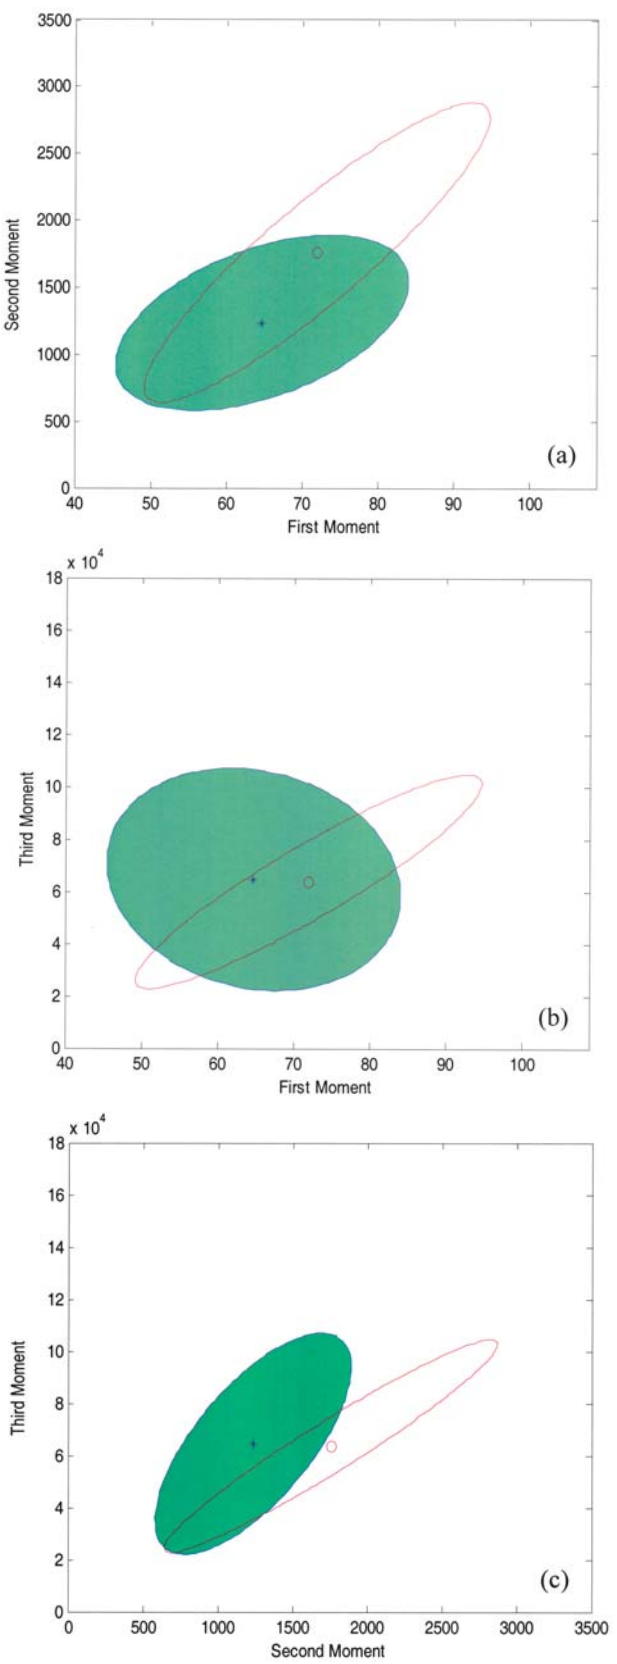 3500
3000
2500
2000
1500
1000
500
0
Second Moment
40 50 60 70 80 90 100
First Moment
(a)
x 10^4
18
16
14
12
10
8
6
4
2
0
Third Moment
40 50 60 70 80 90 100
First Moment
(b)
x 10^4
18
16
14
12
10
8
6
4
2
0
Third Moment
0 500 1000 1500 2000 2500 3000 3500
Second Moment
(c)